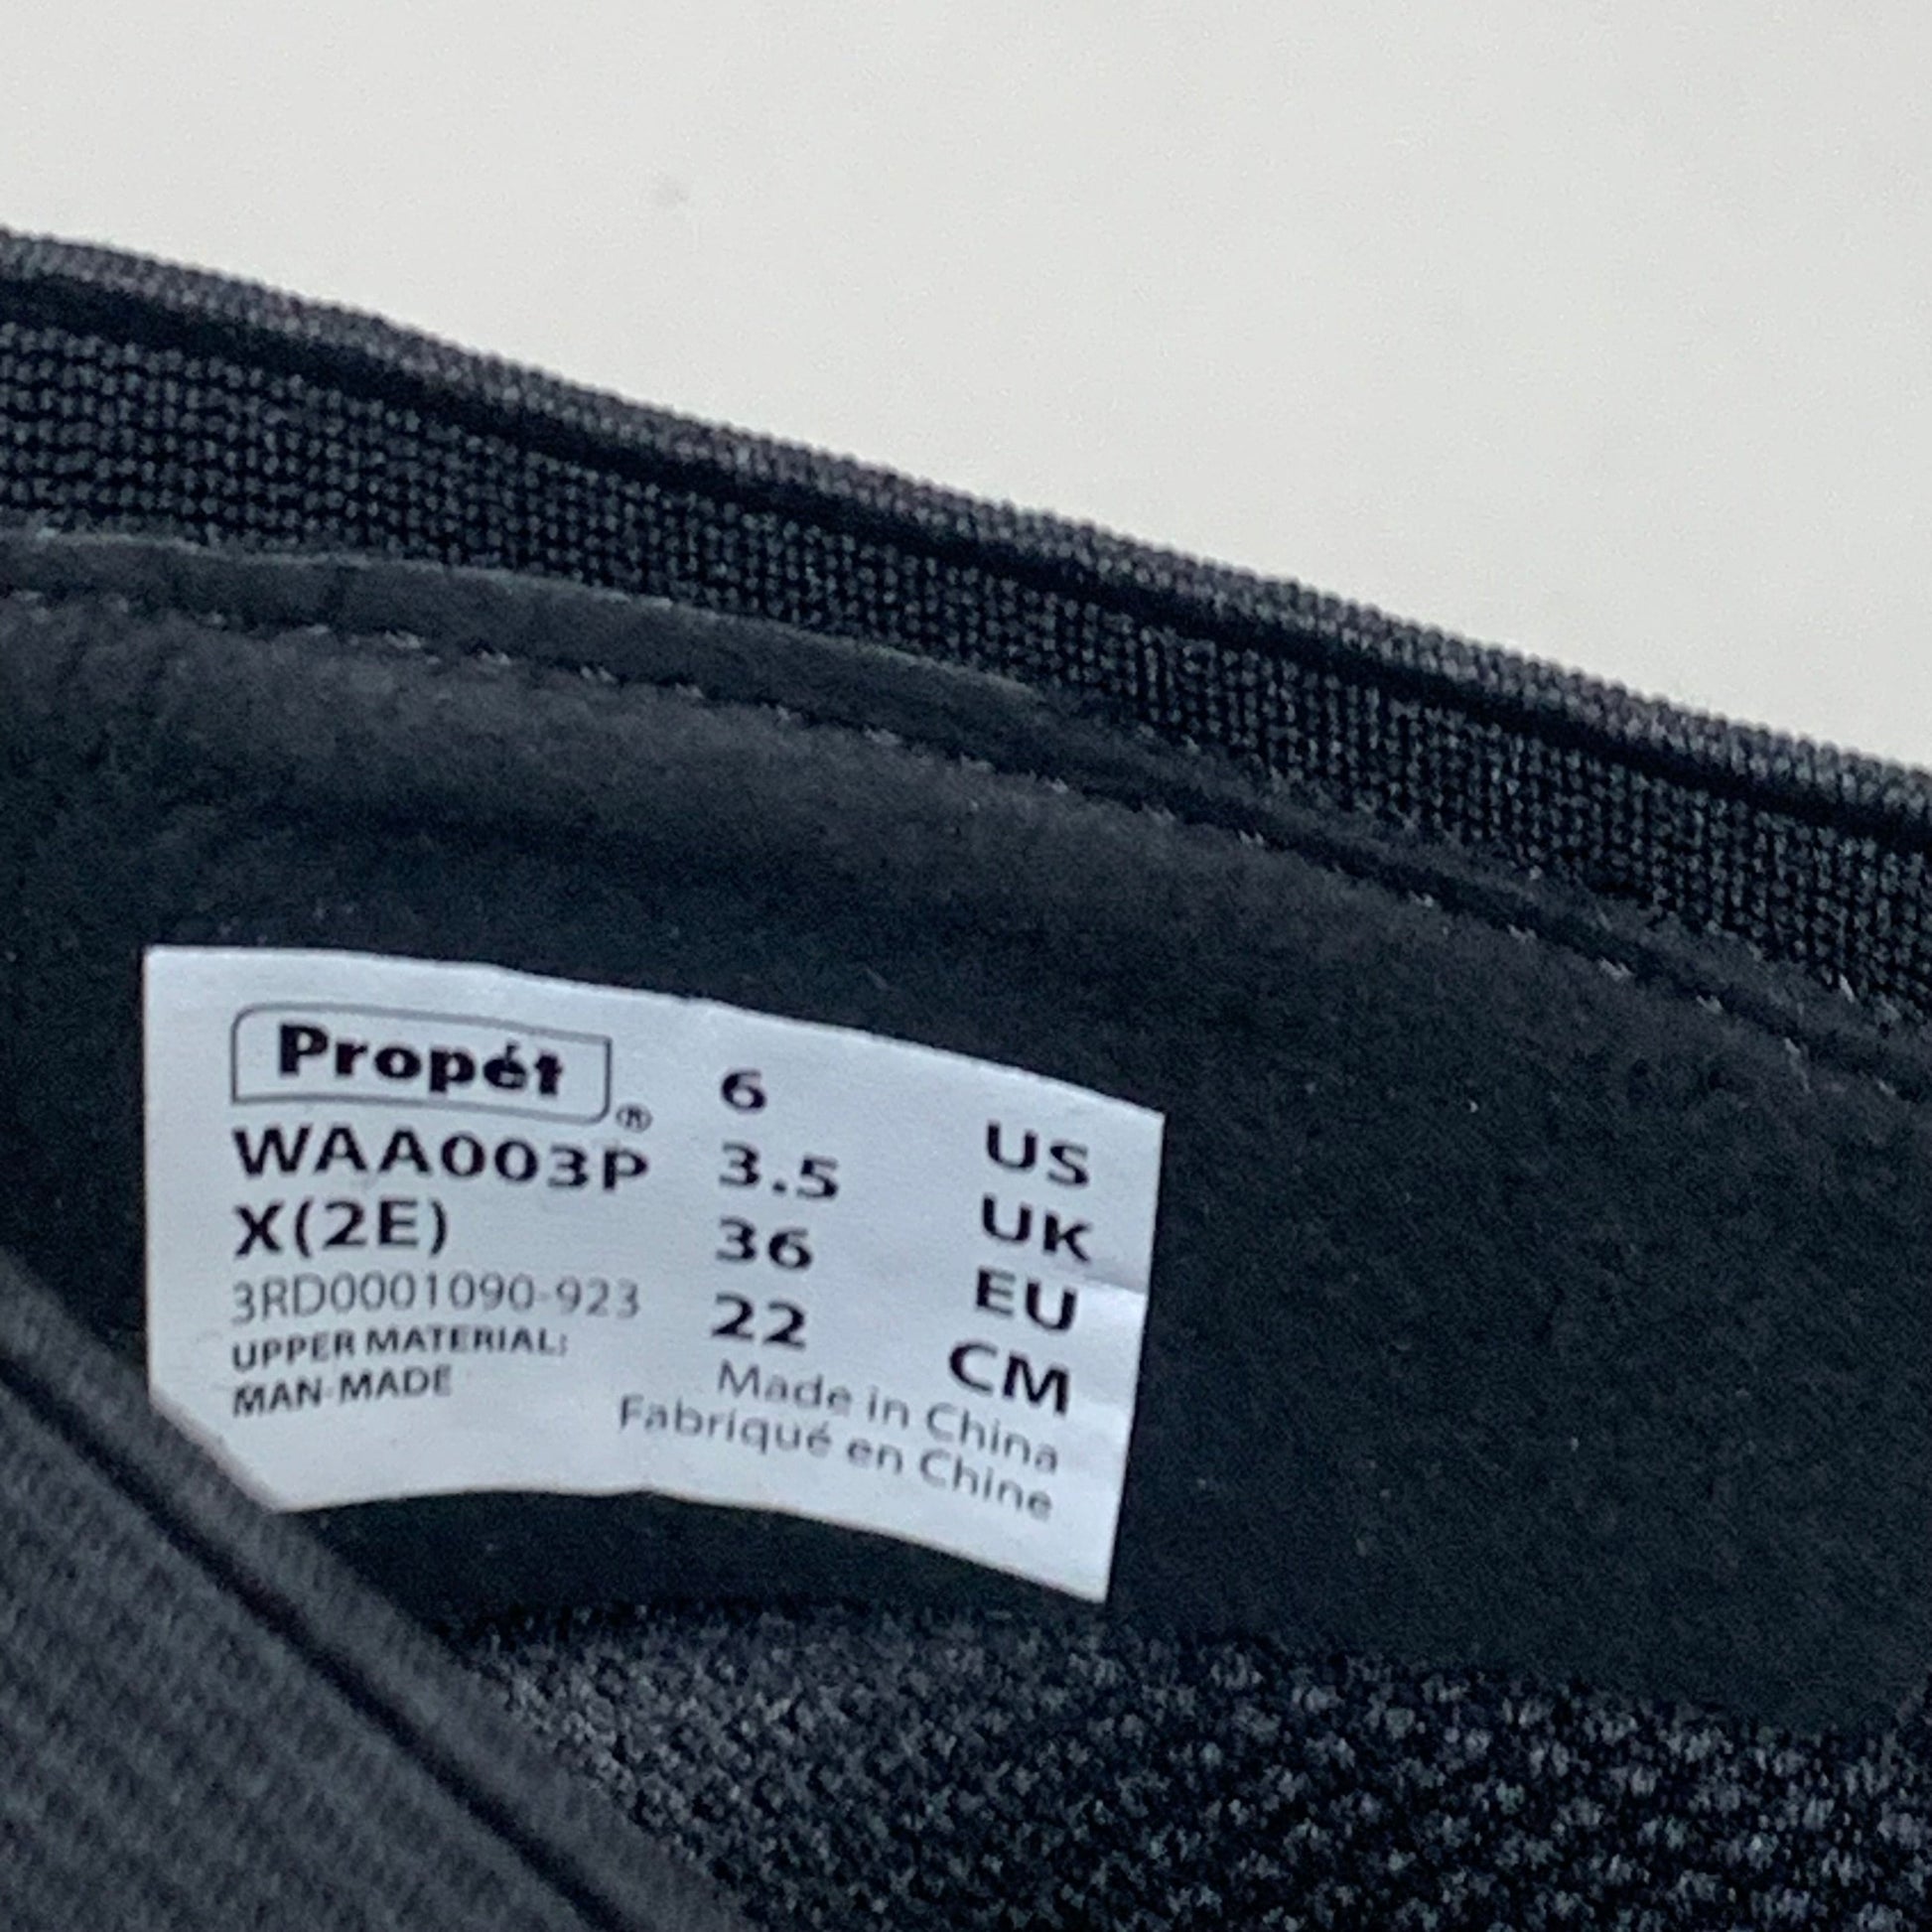 Propét®
WAA003P
X(2E)
3RD0001090-923
UPPER MATERIAL:
MAN-MADE
6 US
3.5 UK
36 EU
22 CM
Made in China
Fabriqué en Chine